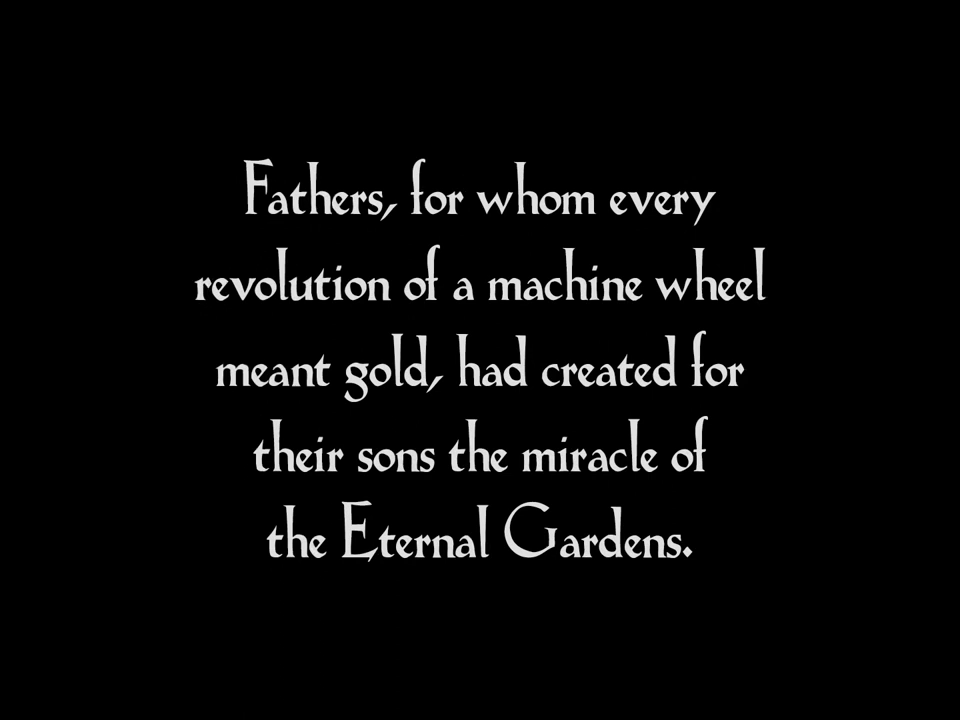 Fathers, for whom every
revolution of a machine wheel
meant gold, had created for
their sons the miracle of
the Eternal Gardens.